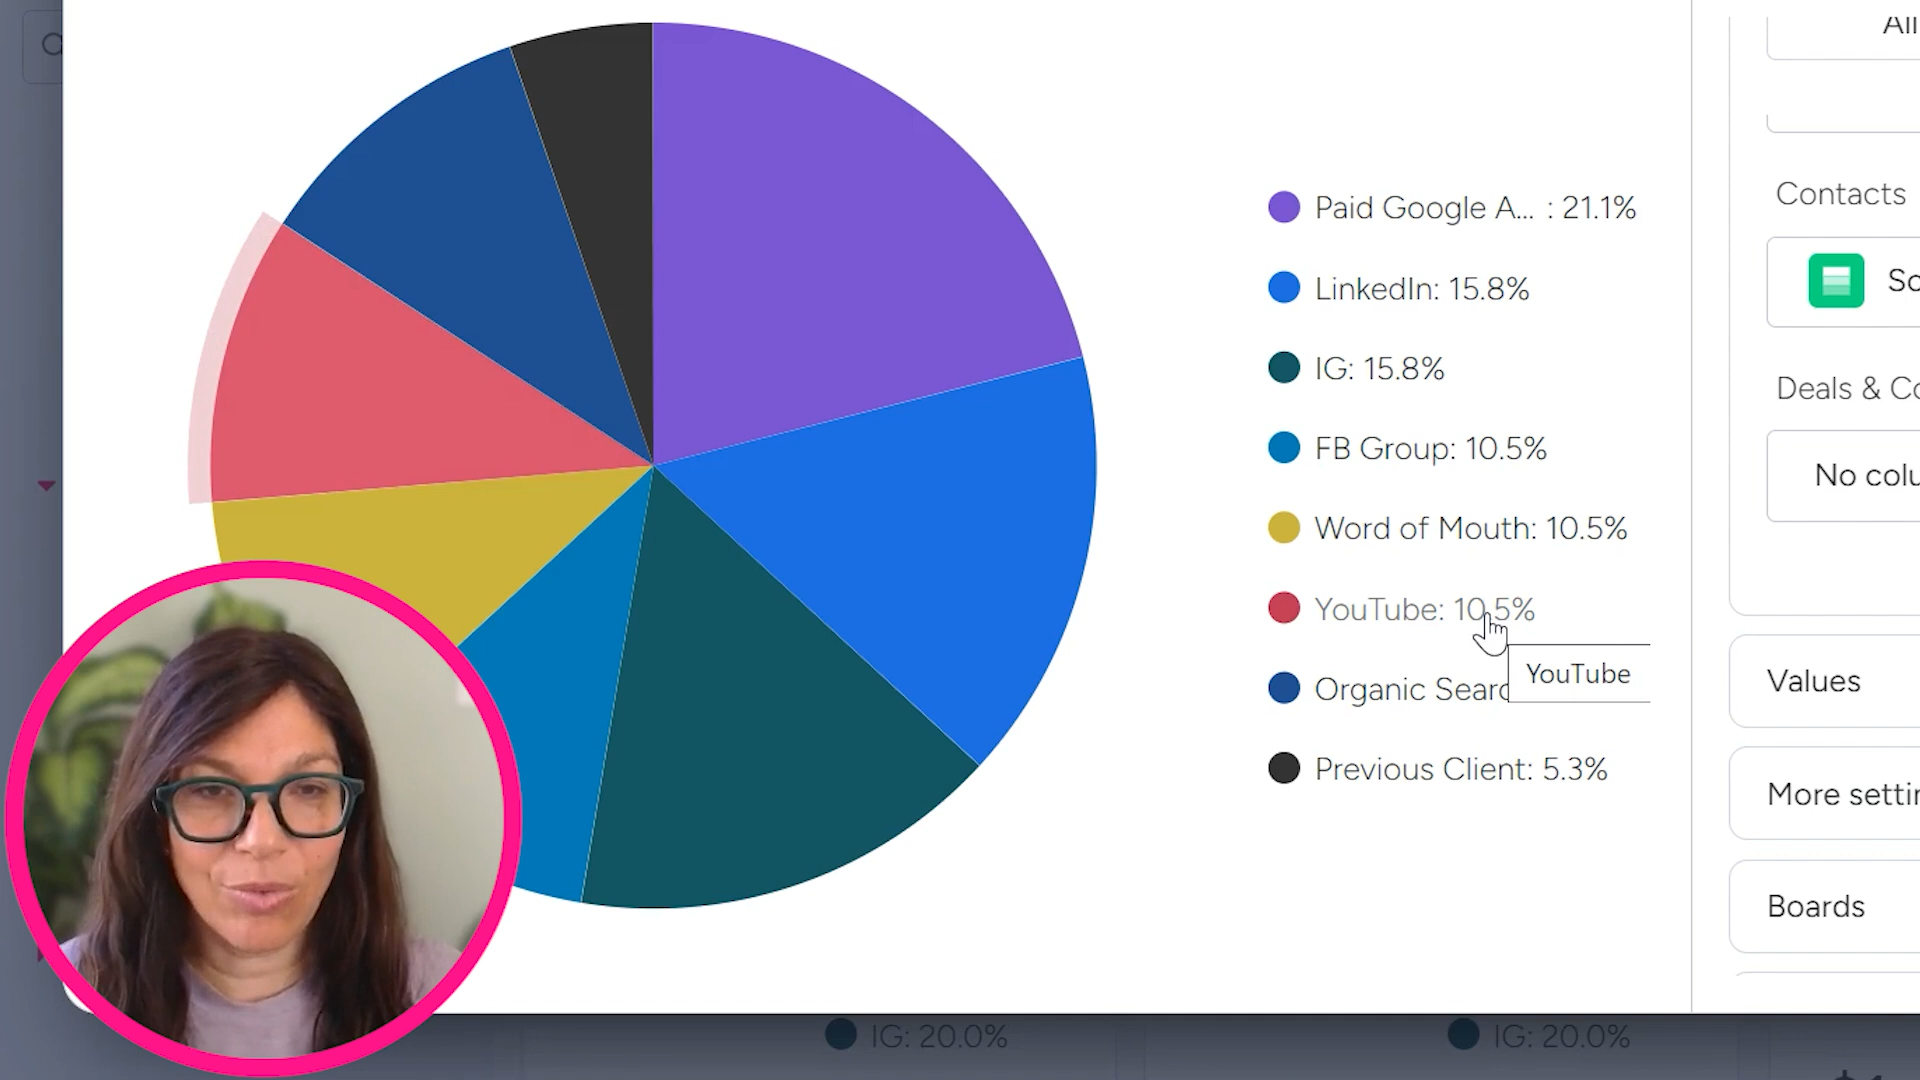 Paid Google A... : 21.1%
LinkedIn: 15.8%
IG: 15.8%
FB Group: 10.5%
Word of Mouth: 10.5%
YouTube: 10.5%
YouTube
Organic Searc
Previous Client: 5.3%
All
Contacts
So
Deals & Co
No colu
Values
More settin
Boards
IG: 20.0%
IG: 20.0%